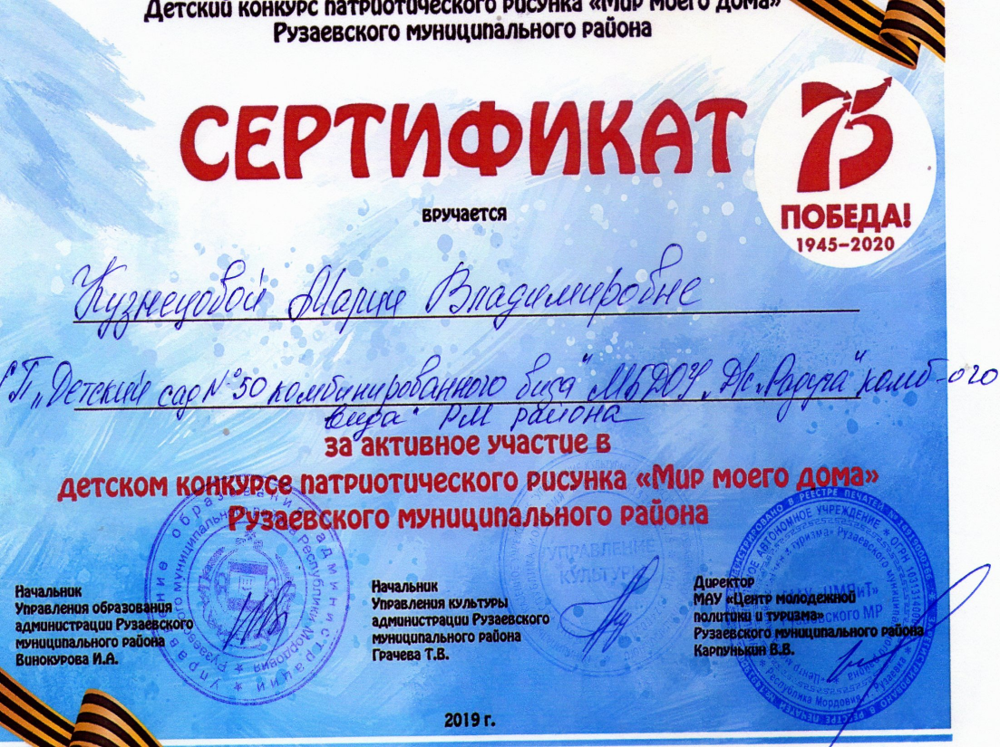 Детский конкурс патриотического рисунка «Мир моего дома»
Рузаевского муниципального района
СЕРТИФИКАТ
75
ПОБЕДА!
1945–2020
вручается
Кузнецовой Марии Владимировне
СП „Детский сад №50 комбинированного вида" МБДОУ „Д/с „Радуга" комб-ого
вида" РМ района
за активное участие в
детском конкурсе патриотического рисунка «Мир моего дома»
Рузаевского муниципального района
Начальник
Управления образования
администрации Рузаевского
муниципального района
Винокурова И.А.
Начальник
Управления культуры
администрации Рузаевского
муниципального района
Грачева Т.В.
Директор
МАУ «Центр молодежной
политики и туризма»
Рузаевского муниципального района
Карпунькин В.В.
УПРАВЛЕНИЕ
КУЛЬТУРЫ
2019 г.